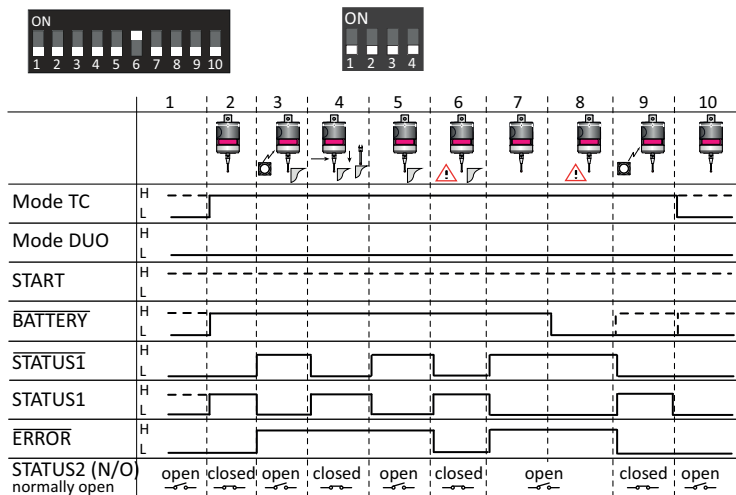 ON
1 2 3 4 5 6 7 8 9 10
ON
1 2 3 4
1 2 3 4 5 6 7 8 9 10
Mode TC H L
Mode DUO H L
START H L
BATTERY H L
STATUS1 H L
STATUS1 H L
ERROR H L
STATUS2 (N/O) open closed open closed open closed open closed open
normally open